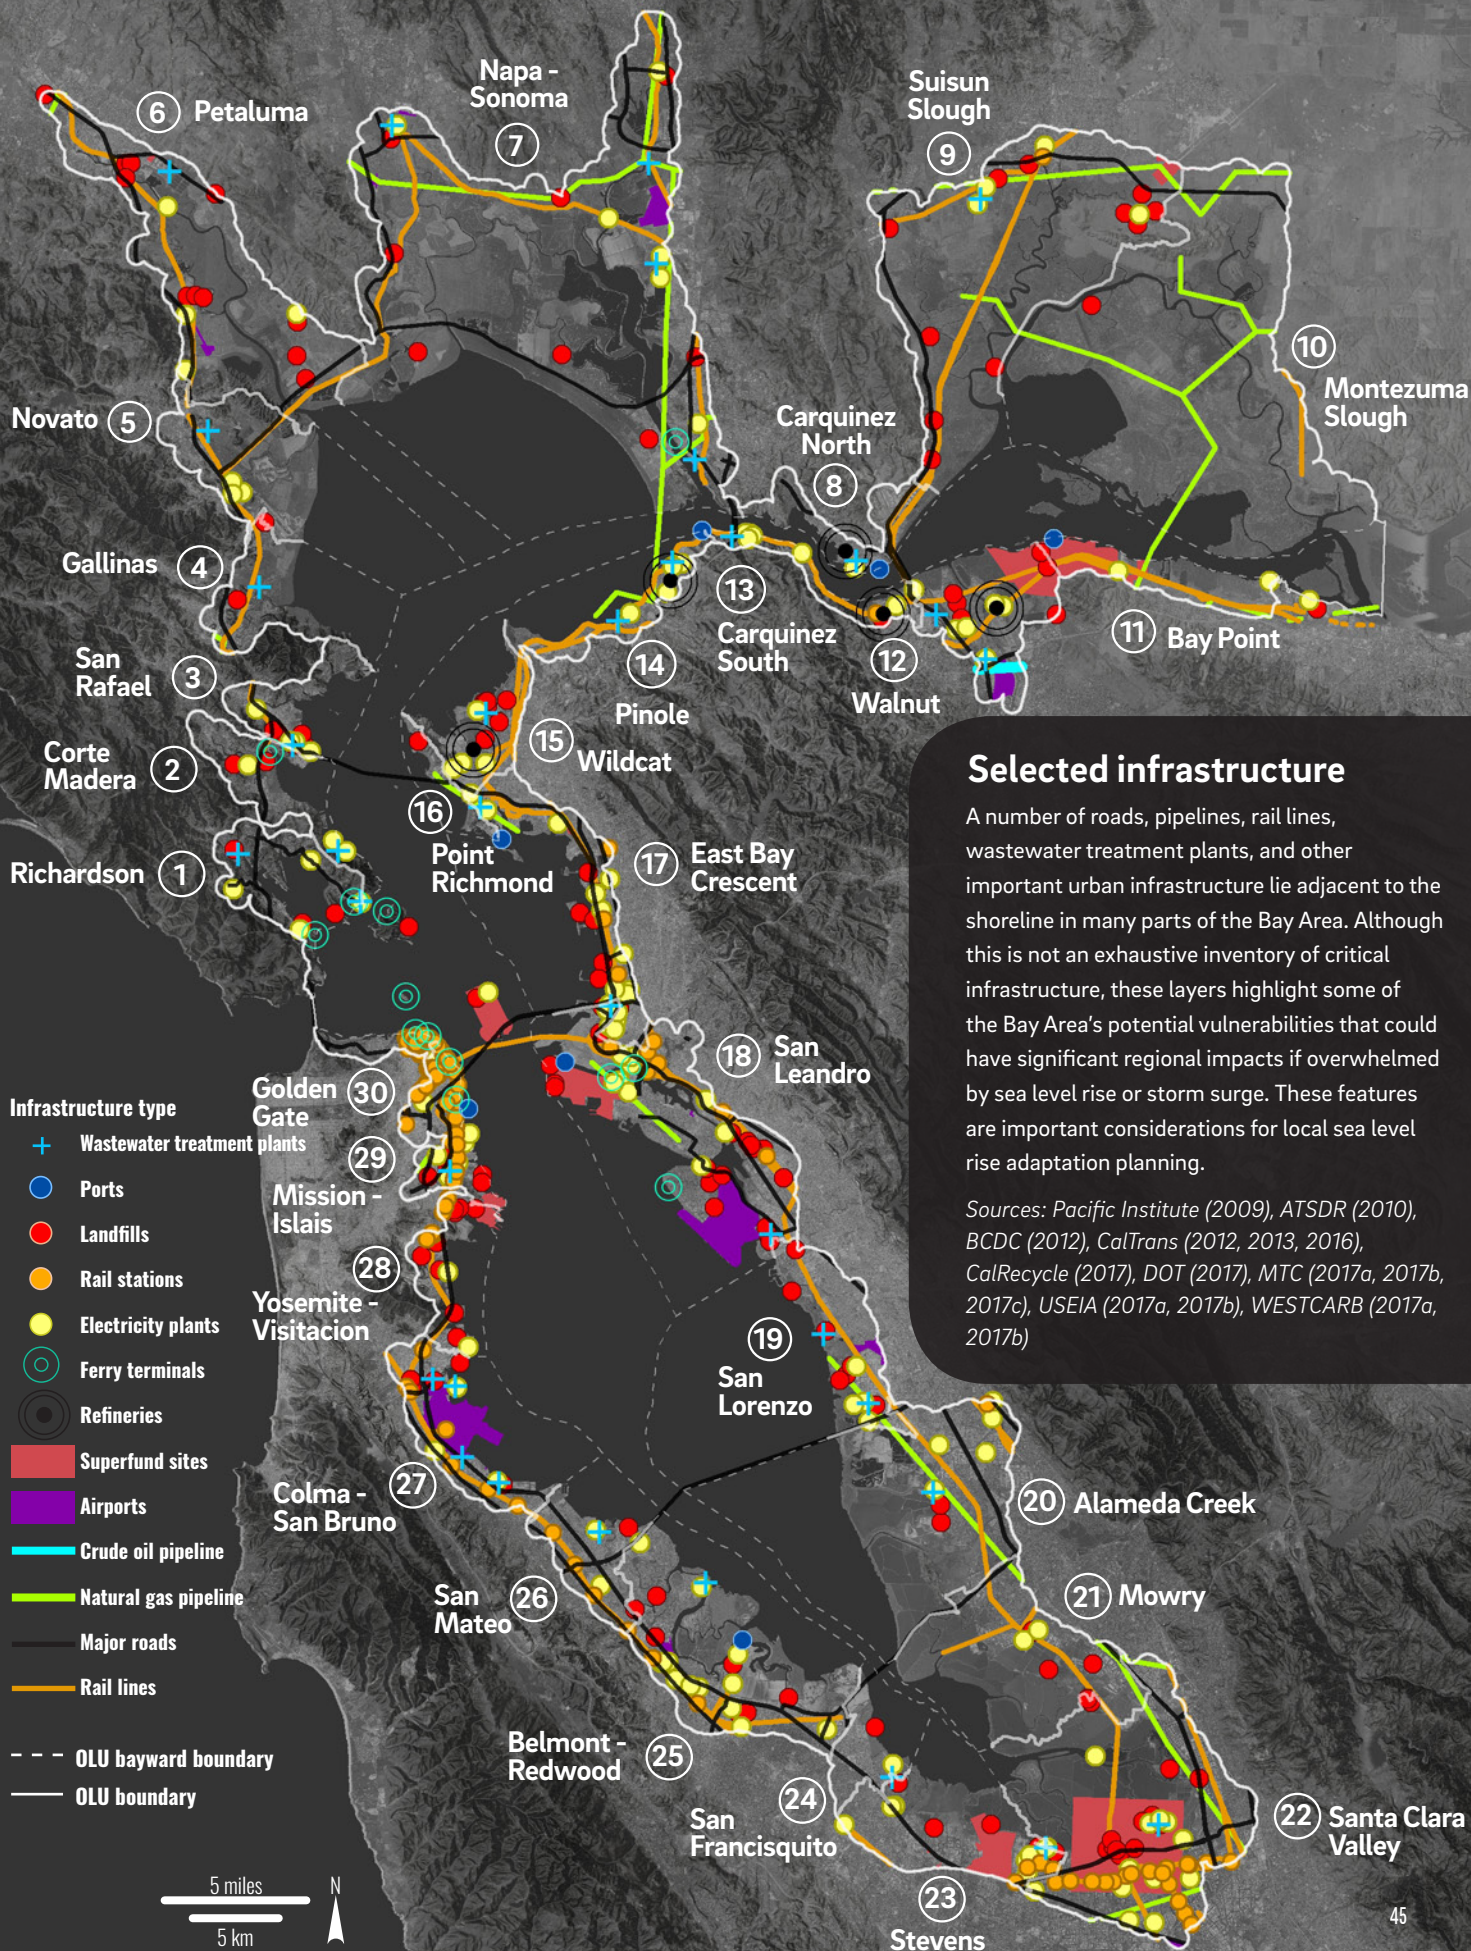 Napa -
Sonoma
7
6 Petaluma
Suisun
Slough
9
10
Montezuma
Slough
Novato 5
Carquinez
North
8
Gallinas 4
13
Carquinez
South
11 Bay Point
San
Rafael 3
14
Pinole
12
Walnut
Corte
Madera 2
15
Wildcat
16
Point
Richmond
Richardson 1
17 East Bay
Crescent
18 San
Leandro
Golden
Gate 30
29
Mission -
Islais
28
Yosemite -
Visitacion
19
San
Lorenzo
27
Colma -
San Bruno
20 Alameda Creek
San
Mateo 26
21 Mowry
Belmont -
Redwood 25
24
San
Francisquito
22 Santa Clara
Valley
23
Stevens
Selected infrastructure
A number of roads, pipelines, rail lines,
wastewater treatment plants, and other
important urban infrastructure lie adjacent to the
shoreline in many parts of the Bay Area. Although
this is not an exhaustive inventory of critical
infrastructure, these layers highlight some of
the Bay Area's potential vulnerabilities that could
have significant regional impacts if overwhelmed
by sea level rise or storm surge. These features
are important considerations for local sea level
rise adaptation planning.
Sources: Pacific Institute (2009), ATSDR (2010),
BCDC (2012), CalTrans (2012, 2013, 2016),
CalRecycle (2017), DOT (2017), MTC (2017a, 2017b,
2017c), USEIA (2017a, 2017b), WESTCARB (2017a,
2017b)
Infrastructure type
Wastewater treatment plants
Ports
Landfills
Rail stations
Electricity plants
Ferry terminals
Refineries
Superfund sites
Airports
Crude oil pipeline
Natural gas pipeline
Major roads
Rail lines
OLU bayward boundary
OLU boundary
5 miles
5 km
N
45